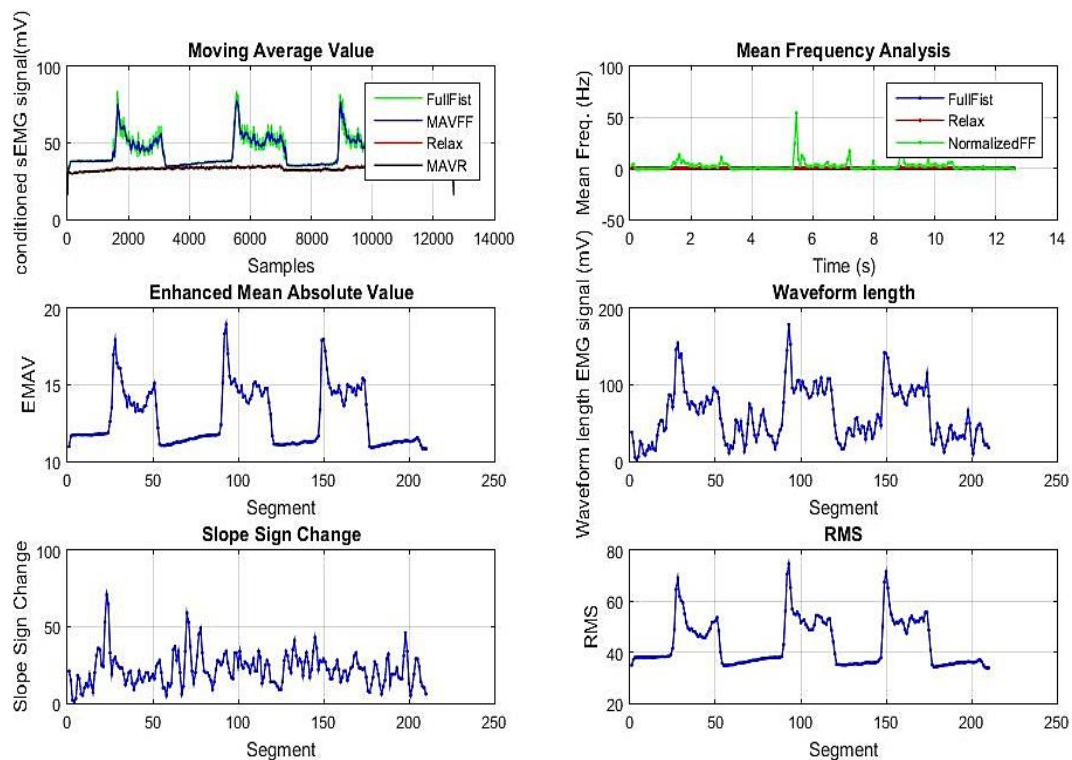 Moving Average Value
conditioned sEMG signal(mV)
100
50
0
0 2000 4000 6000 8000 10000 12000 14000
Samples
FullFist
MAVFF
Relax
MAVR
Mean Frequency Analysis
Mean Freq. (Hz)
100
50
0
-50
0 2 4 6 8 10 12 14
Time (s)
FullFist
Relax
NormalizedFF
Enhanced Mean Absolute Value
EMAV
20
15
10
0 50 100 150 200 250
Segment
Waveform length
Waveform length EMG signal (mV)
200
100
0
0 50 100 150 200 250
Segment
Slope Sign Change
Slope Sign Change
100
50
0
0 50 100 150 200 250
Segment
RMS
RMS
80
60
40
20
0 50 100 150 200 250
Segment